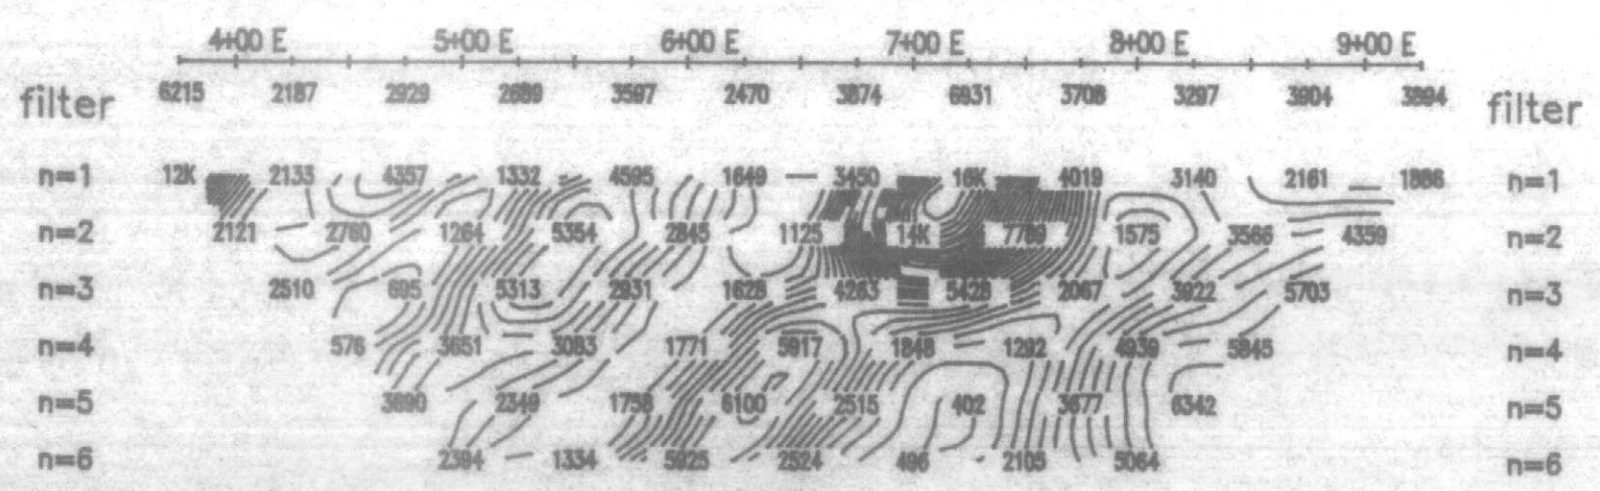 4+00 E 5+00 E 6+00 E 7+00 E 8+00 E 9+00 E
filter 6215 2187 2929 2689 3597 2470 3874 6931 3708 3297 3904 3894 filter
n=1 12K 2133 4357 1332 4595 1649 3450 16K 4019 3140 2161 1886 n=1
n=2 2121 2760 1264 5354 2845 1125 14K 7789 1575 3566 4359 n=2
n=3 2510 695 5313 2931 1628 4263 5428 2067 3922 5703 n=3
n=4 576 3651 3083 1771 5917 1848 1292 4939 5845 n=4
n=5 3690 2349 1758 6100 2515 402 3677 6342 n=5
n=6 2394 1334 5925 2524 496 2105 5064 n=6